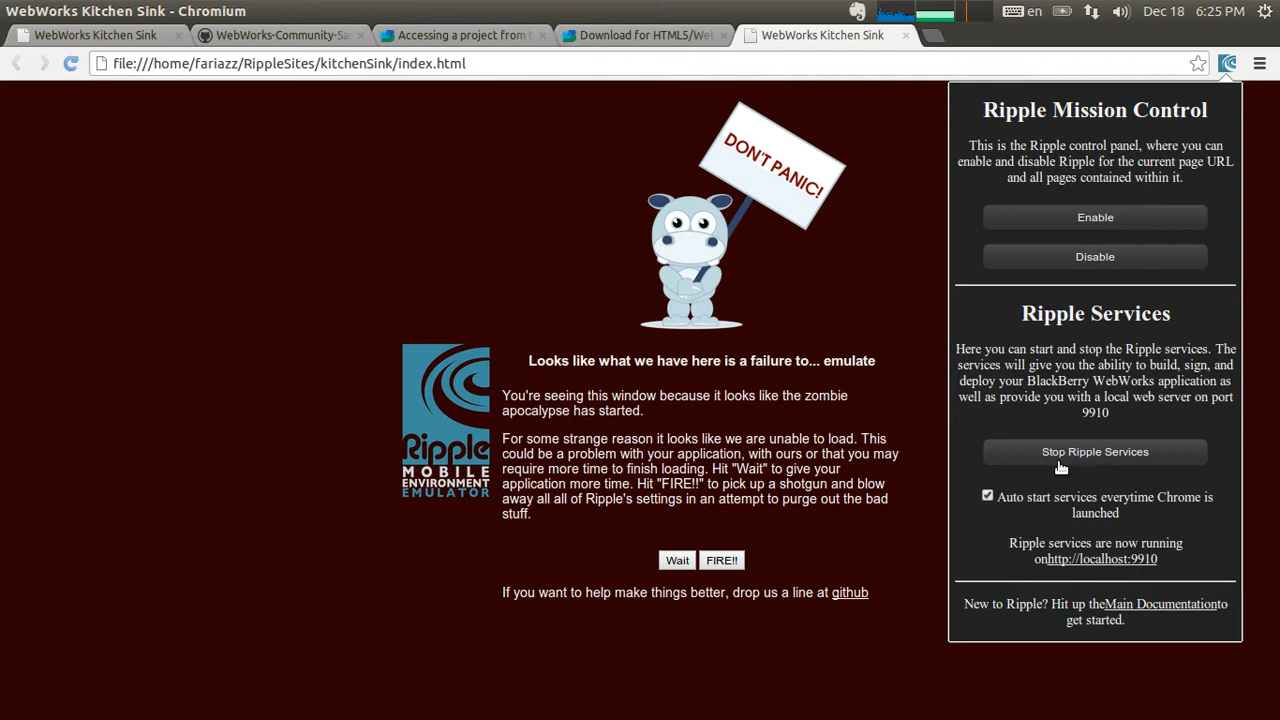 WebWorks Kitchen Sink - Chromium
en
Dec 18
6:25 PM
WebWorks Kitchen Sink
WebWorks-Community-Sa
Accessing a project from t
Download for HTML5/Web
WebWorks Kitchen Sink
file:///home/fariazz/RippleSites/kitchenSink/index.html
DON'T PANIC!
Ripple
MOBILE
ENVIRONMENT
EMULATOR
Looks like what we have here is a failure to... emulate
You're seeing this window because it looks like the zombie
apocalypse has started.
For some strange reason it looks like we are unable to load. This
could be a problem with your application, with ours or that you may
require more time to finish loading. Hit "Wait" to give your
application more time. Hit "FIRE!!" to pick up a shotgun and blow
away all all of Ripple's settings in an attempt to purge out the bad
stuff.
Wait
FIRE!!
If you want to help make things better, drop us a line at github
Ripple Mission Control
This is the Ripple control panel, where you can
enable and disable Ripple for the current page URL
and all pages contained within it.
Enable
Disable
Ripple Services
Here you can start and stop the Ripple services. The
services will give you the ability to build, sign, and
deploy your BlackBerry WebWorks application as
well as provide you with a local web server on port
9910
Stop Ripple Services
Auto start services everytime Chrome is
launched
Ripple services are now running
onhttp://localhost:9910
New to Ripple? Hit up theMain Documentationto
get started.